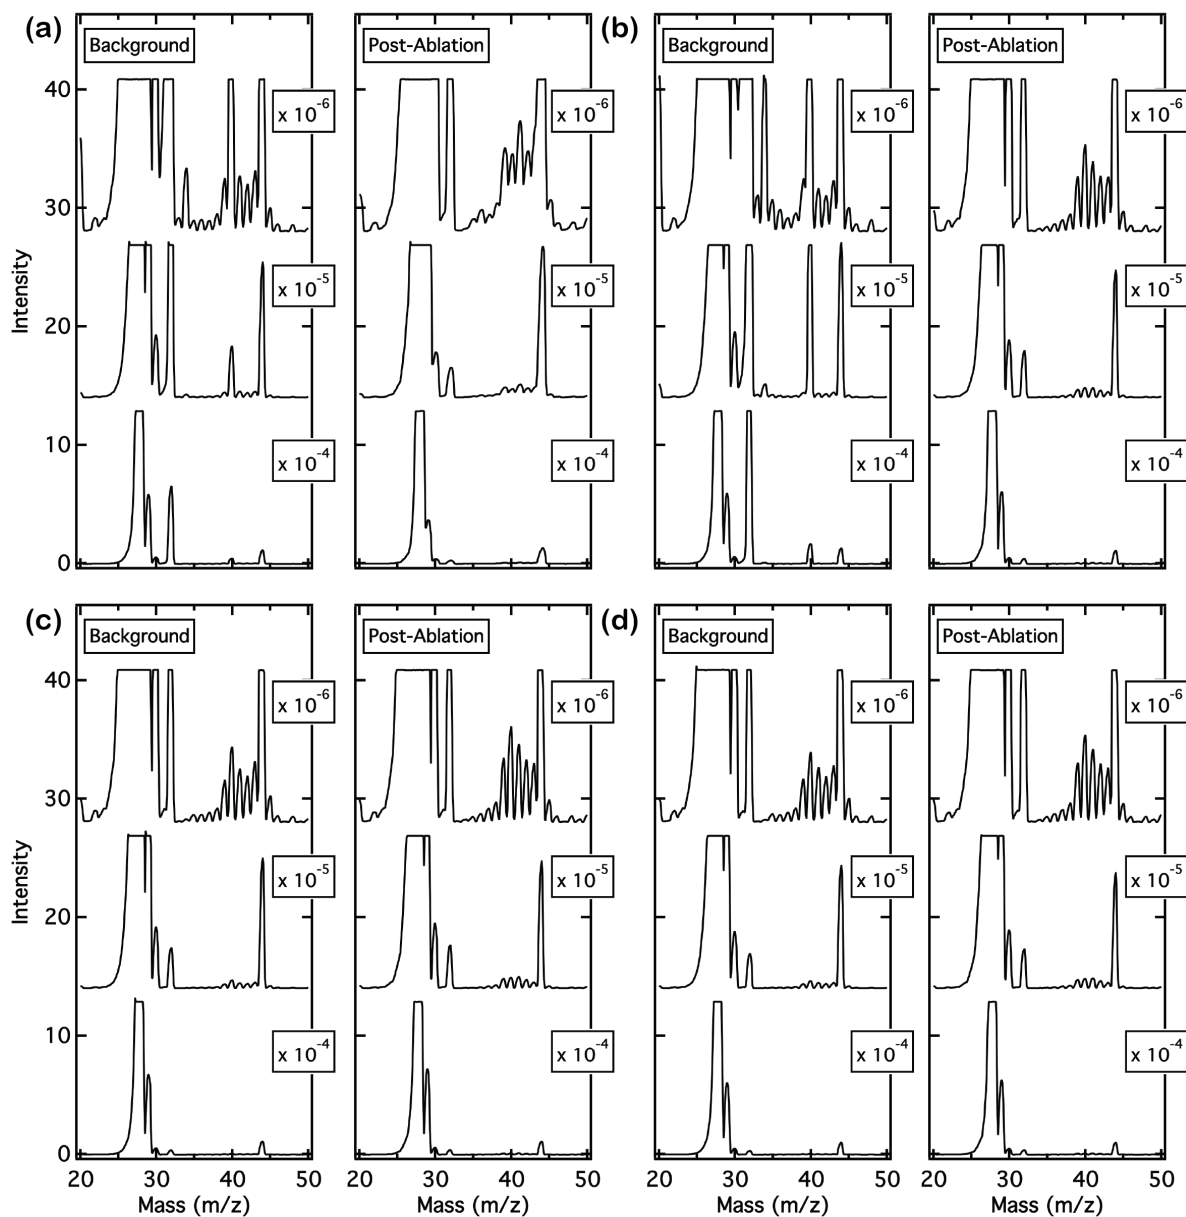 (a)
Background
Post-Ablation
(b)
Background
Post-Ablation
40
x 10-6
x 10-6
x 10-6
x 10-6
30
Intensity
x 10-5
x 10-5
x 10-5
x 10-5
20
10
x 10-4
x 10-4
x 10-4
x 10-4
0
(c)
Background
Post-Ablation
(d)
Background
Post-Ablation
40
x 10-6
x 10-6
x 10-6
x 10-6
30
Intensity
x 10-5
x 10-5
x 10-5
x 10-5
20
10
x 10-4
x 10-4
x 10-4
x 10-4
0
20 30 40 50 20 30 40 50 20 30 40 50 20 30 40 50
Mass (m/z) Mass (m/z) Mass (m/z) Mass (m/z)